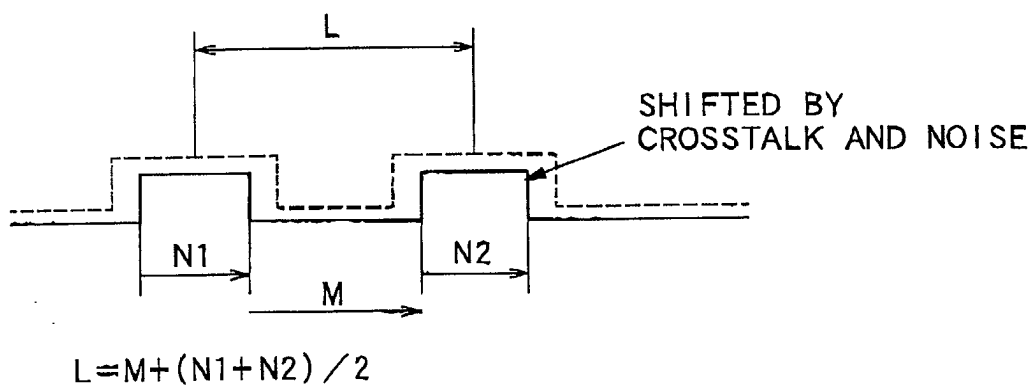 L
SHIFTED BY
CROSSTALK AND NOISE
N1
N2
M
L=M+(N1+N2)/2